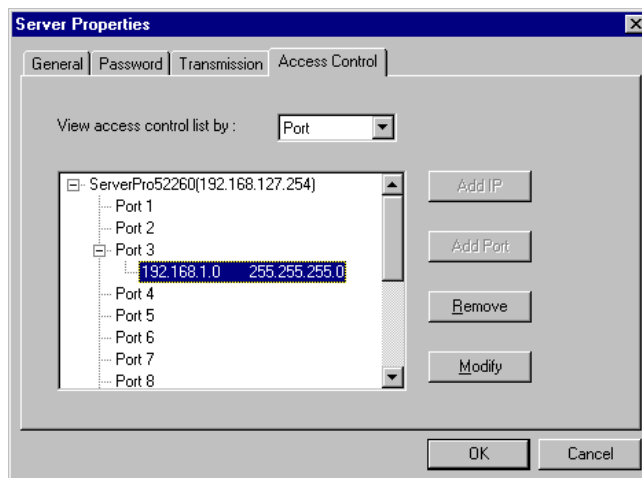 Server Properties
General Password Transmission Access Control
View access control list by : Port
ServerPro52260(192.168.127.254)
Add IP
Port 1
Port 2
Port 3
Add Port
192.168.1.0 255.255.255.0
Port 4
Port 5
Remove
Port 6
Port 7
Modify
Port 8
OK Cancel